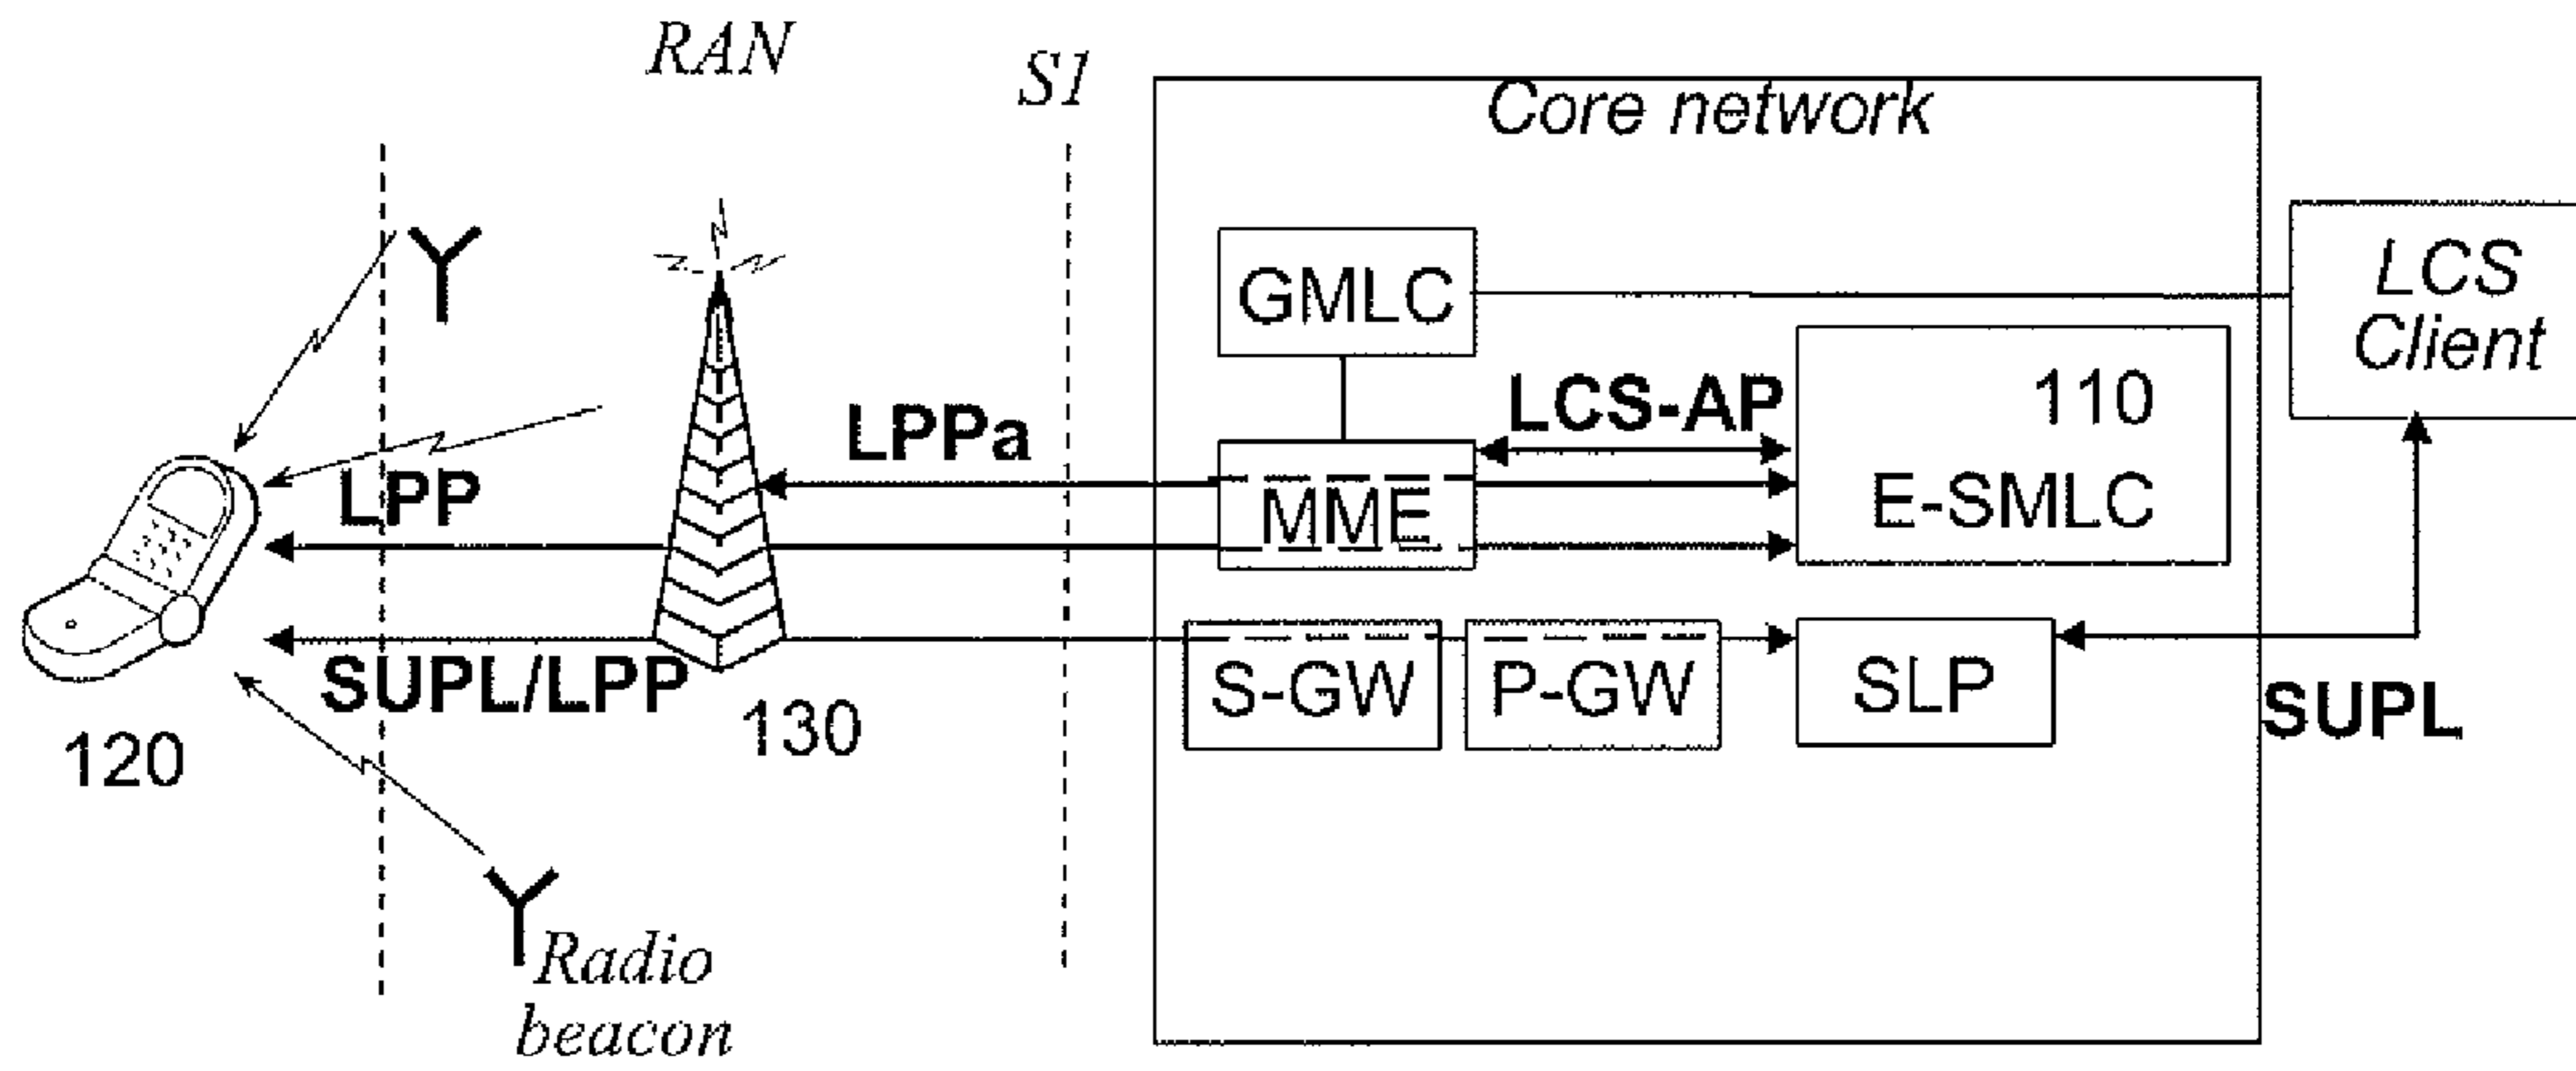 RAN
S1
Core network
GMLC
LCS
Client
LCS-AP
110
LPPa
LPP
MME
E-SMLC
SUPL/LPP
S-GW
P-GW
SLP
SUPL
120
130
Radio
beacon